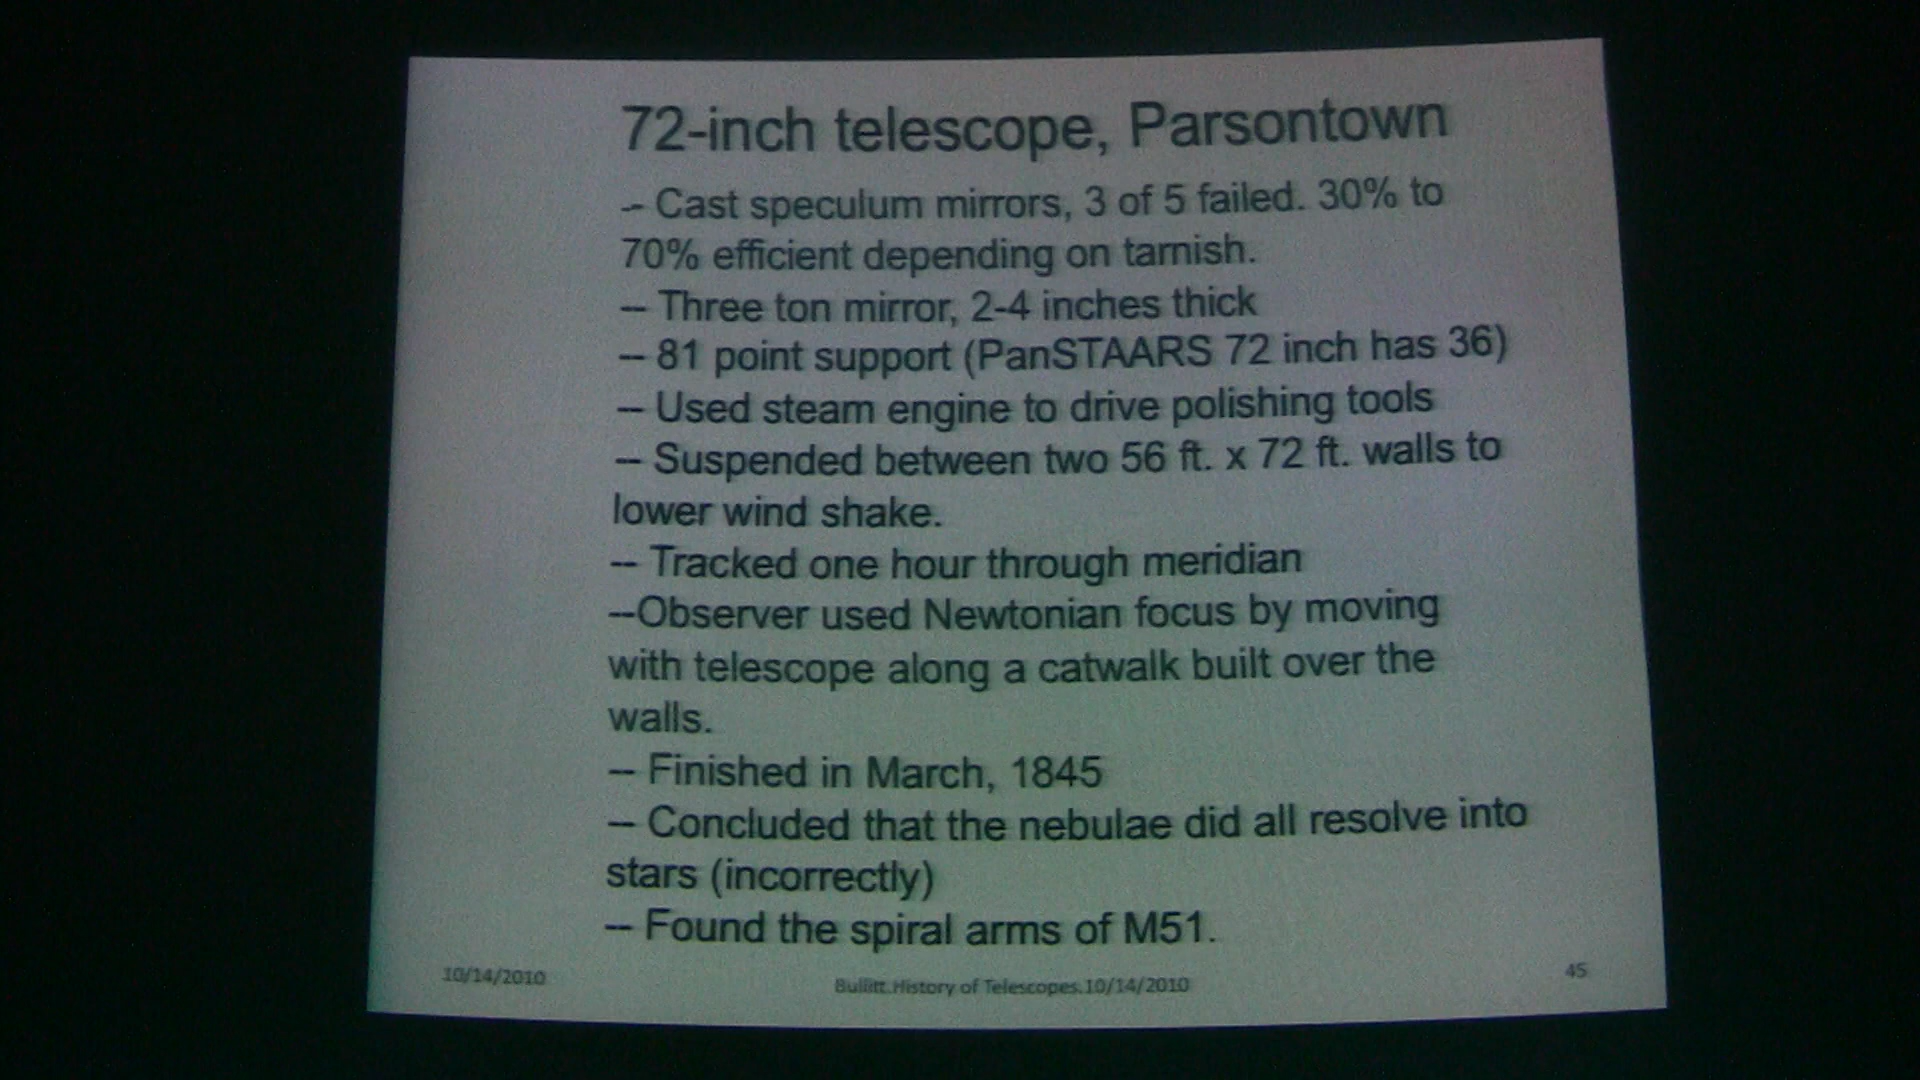 72-inch telescope, Parsontown
-- Cast speculum mirrors, 3 of 5 failed. 30% to
70% efficient depending on tarnish.
-- Three ton mirror, 2-4 inches thick
-- 81 point support (PanSTAARS 72 inch has 36)
-- Used steam engine to drive polishing tools
-- Suspended between two 56 ft. x 72 ft. walls to
lower wind shake.
-- Tracked one hour through meridian
--Observer used Newtonian focus by moving
with telescope along a catwalk built over the
walls.
-- Finished in March, 1845
-- Concluded that the nebulae did all resolve into
stars (incorrectly)
-- Found the spiral arms of M51.
10/14/2010
Bullitt.History of Telescopes.10/14/2010
45